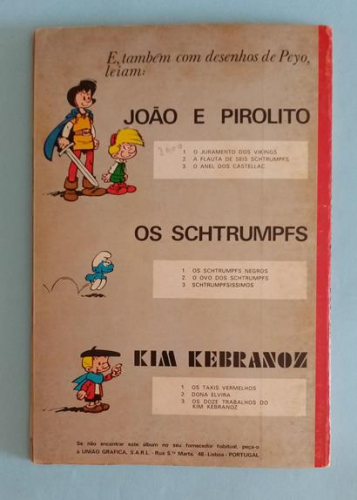 E, também com desenhos de Peyo,
leiam:
JOÃO E PIROLITO
1. O JURAMENTO DOS VIKINGS
2. A FLAUTA DE SEIS SCHTRUMPFS
3. O ANEL DOS CASTELLAC
OS SCHTRUMPFS
1. OS SCHTRUMPFS NEGROS
2. O OVO DOS SCHTRUMPFS
3 SCHTRUMPFSISSIMOS
KIM KEBRANOZ
1. OS TAXIS VERMELHOS
2. DONA ELVIRA
3. OS DOZE TRABALHOS DO
KIM KEBRANOZ
Se não encontrar este álbum no seu fornecedor habitual, peça-o
à UNIÃO GRÁFICA, S.A.R.L. - Rua S.ta Marta, 48 - Lisboa - PORTUGAL